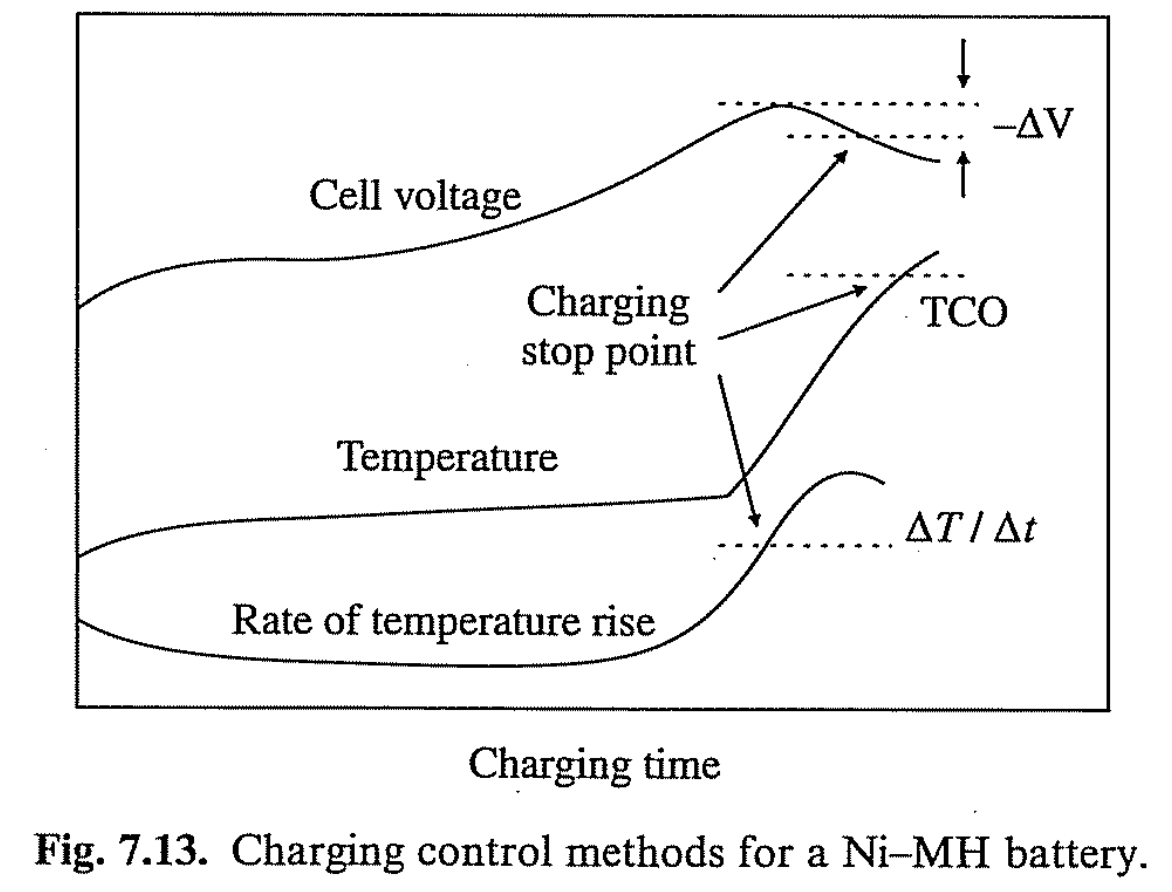 −ΔV
Cell voltage
Charging
stop point
TCO
Temperature
ΔT / Δt
Rate of temperature rise
Charging time
Fig. 7.13. Charging control methods for a Ni–MH battery.